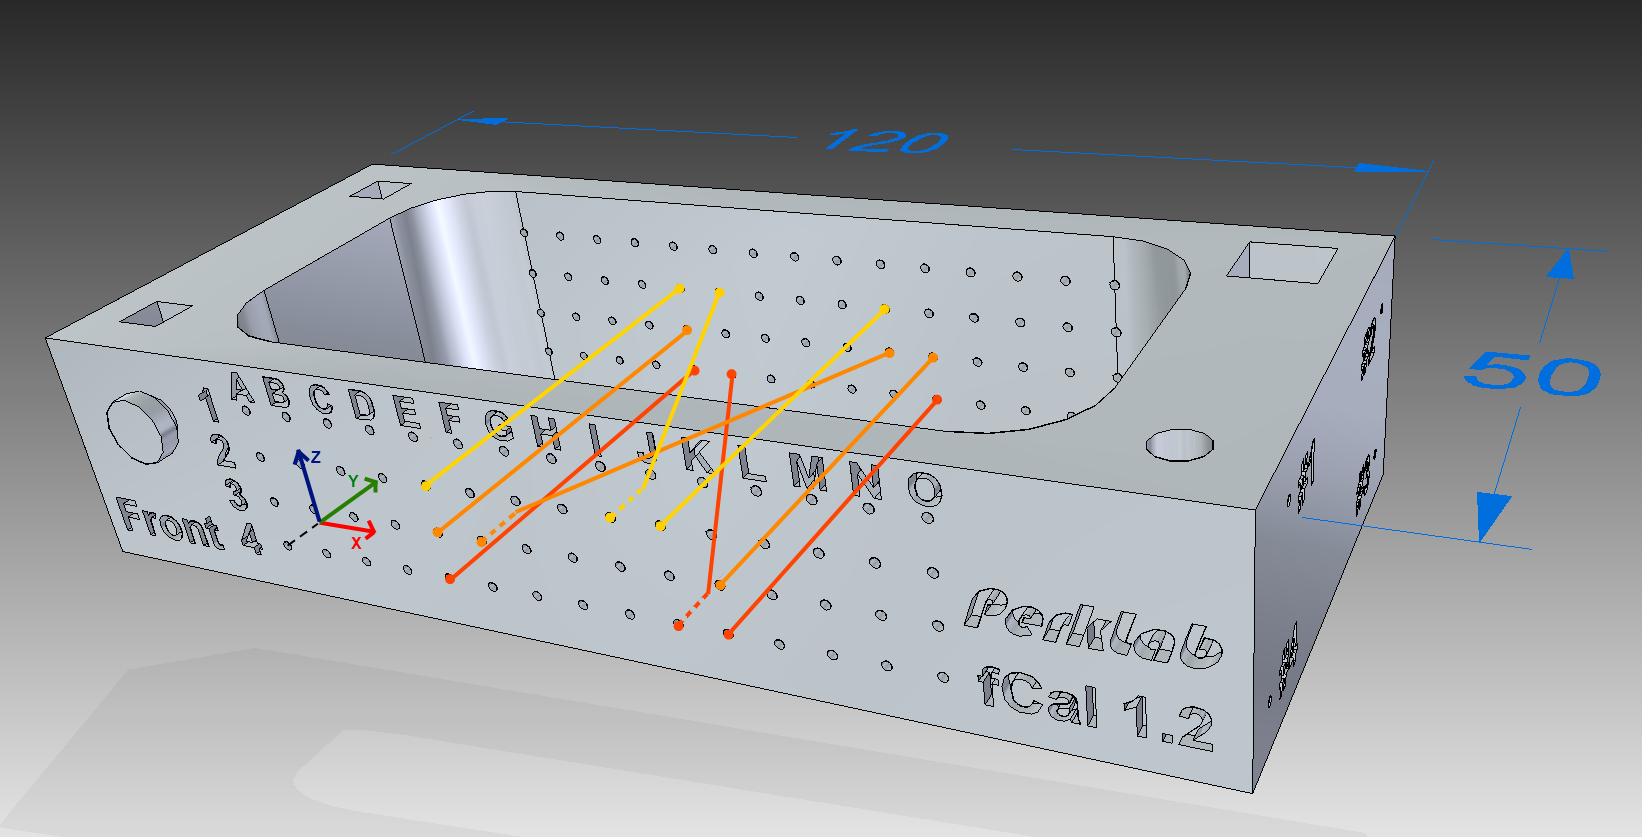 120
50
A B C D E F G H I J K L M N O
1
2
3
Front 4
Z
Y
X
Perklab
fCal 1.2